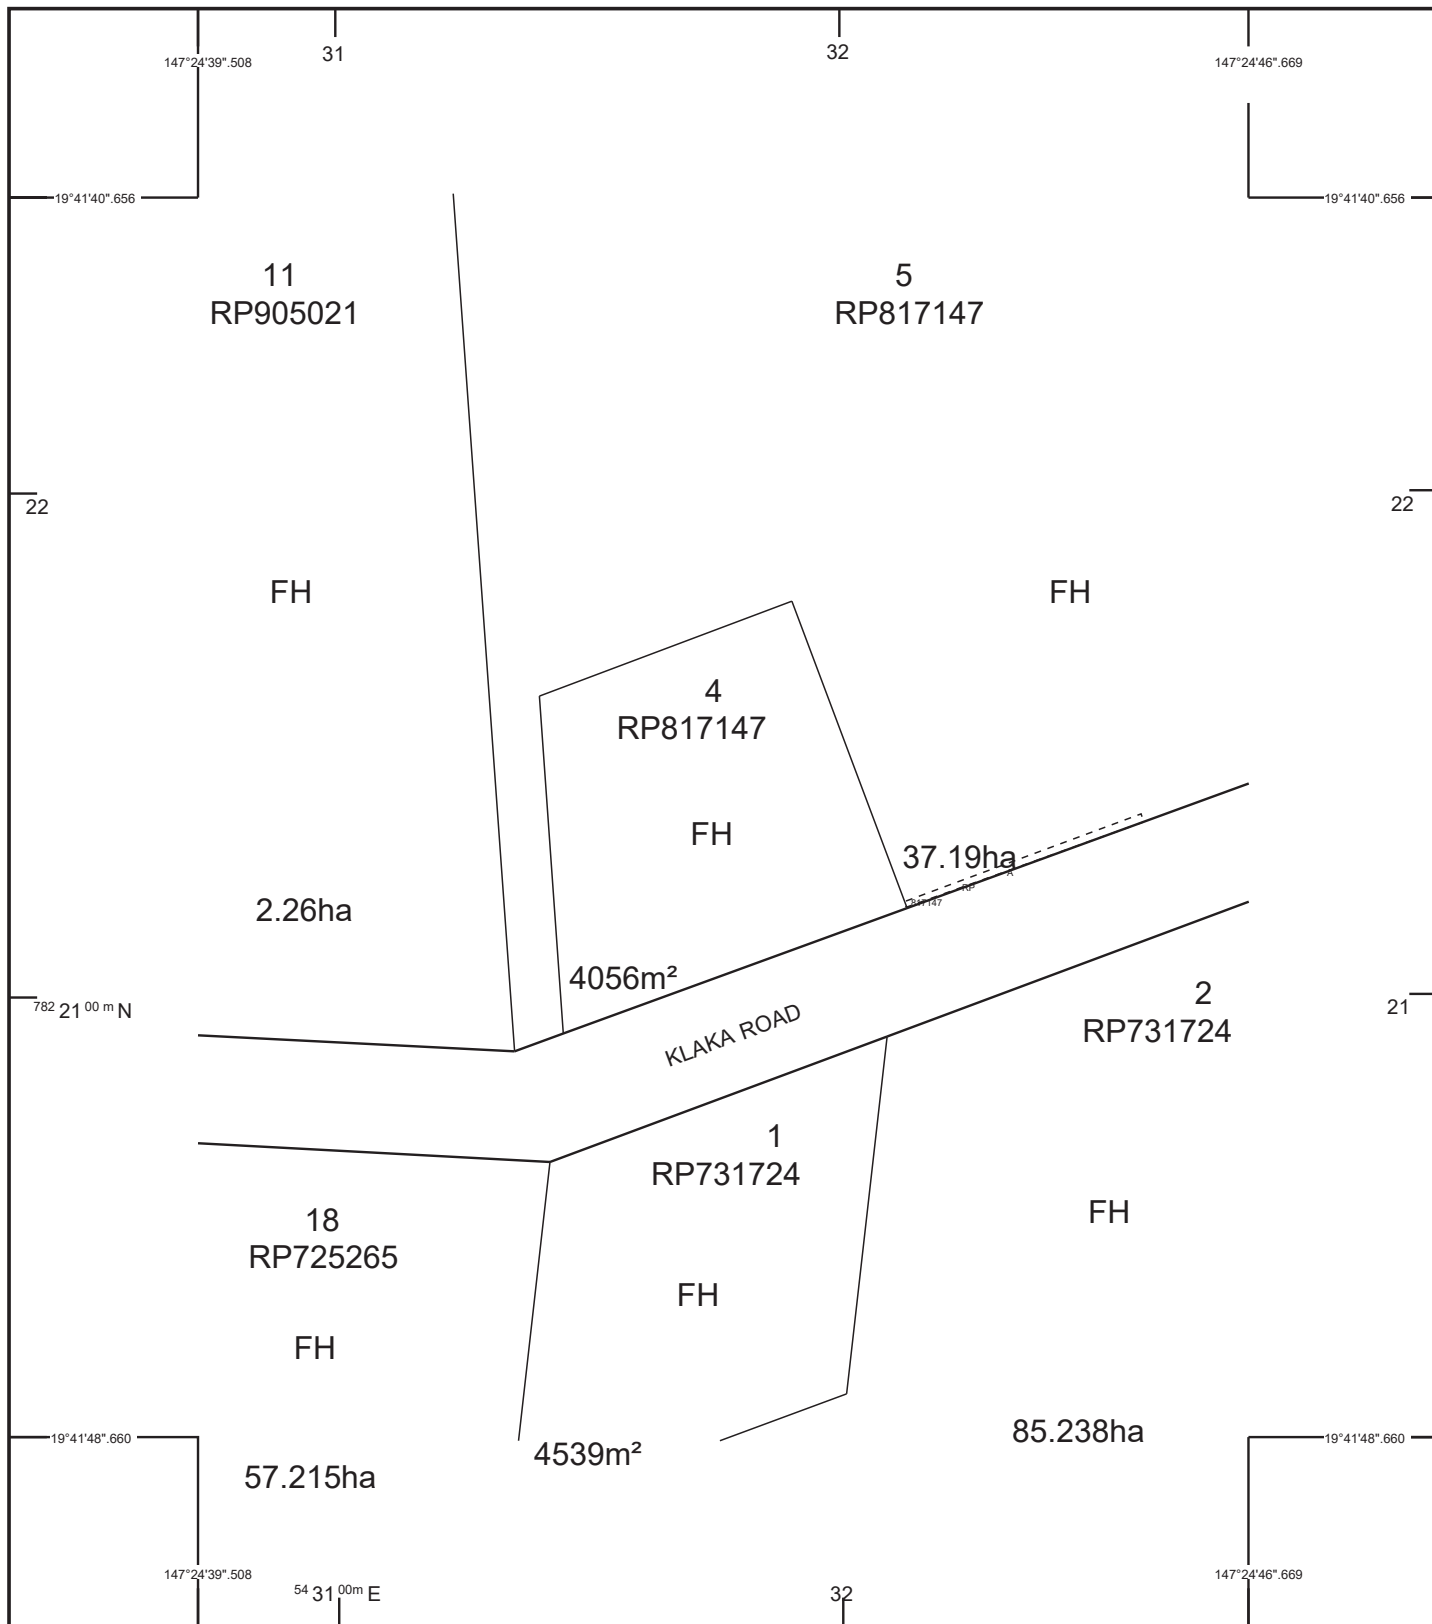 31
32
147°24'39".508
147°24'46".669
19°41'40".656
19°41'40".656
11
RP905021
5
RP817147
22
22
FH
FH
4
RP817147
FH
37.19ha
A
RP
817147
2.26ha
4056m²
782 21 00 m N
21
2
RP731724
KLAKA ROAD
1
RP731724
18
RP725265
FH
FH
FH
19°41'48".660
19°41'48".660
85.238ha
4539m²
57.215ha
147°24'39".508
147°24'46".669
54 31 00m E
32